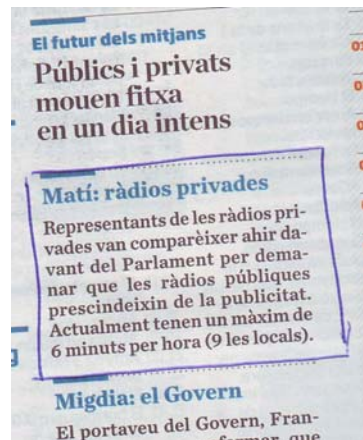 El futur dels mitjans
Públics i privats
mouen fitxa
en un dia intens
Matí: ràdios privades
Representants de les ràdios pri-
vades van comparèixer ahir da-
vant del Parlament per dema-
nar que les ràdios públiques
prescindeixin de la publicitat.
Actualment tenen un màxim de
6 minuts per hora (9 les locals).
Migdia: el Govern
El portaveu del Govern, Fran-